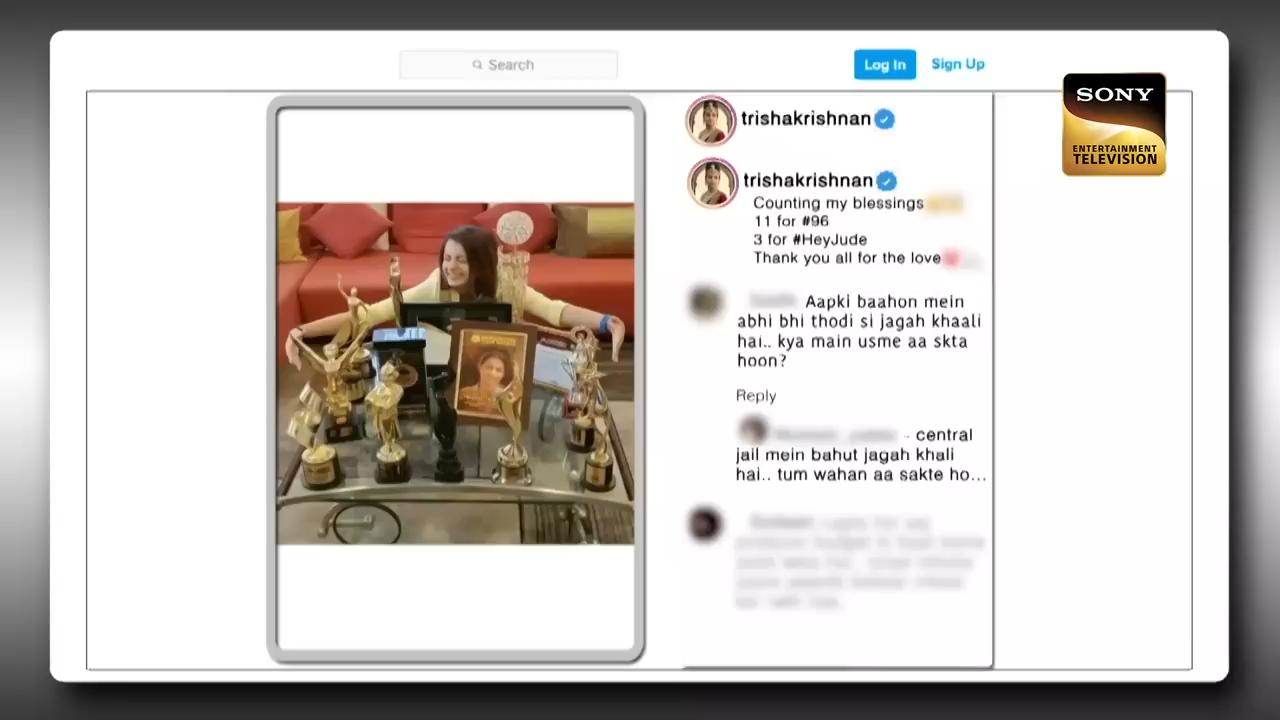 Search
Log In
Sign Up
SONY
ENTERTAINMENT
TELEVISION
trishakrishnan
trishakrishnan
Counting my blessings
11 for #96
3 for #HeyJude
Thank you all for the love
Aapki baahon mein
abhi bhi thodi si jagah khaali
hai.. kya main usme aa skta
hoon?
Reply
- central
jail mein bahut jagah khali
hai.. tum wahan aa sakte ho...